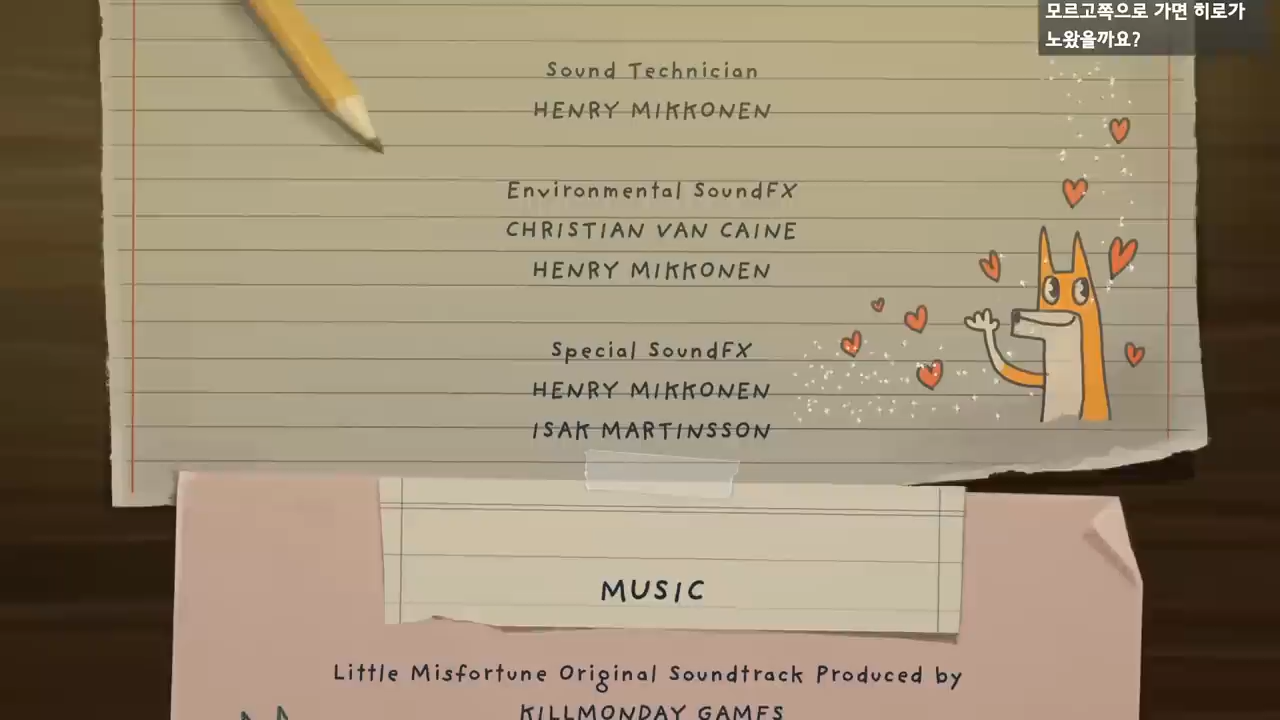 모르고쪽으로 가면 히로가
노왔을까요?
Sound Technician
HENRY MIKKONEN
Environmental SoundFX
CHRISTIAN VAN CAINE
HENRY MIKKONEN
Special SoundFX
HENRY MIKKONEN
ISAK MARTINSSON
MUSIC
Little Misfortune Original Soundtrack Produced by
KILLMONDAY GAMES